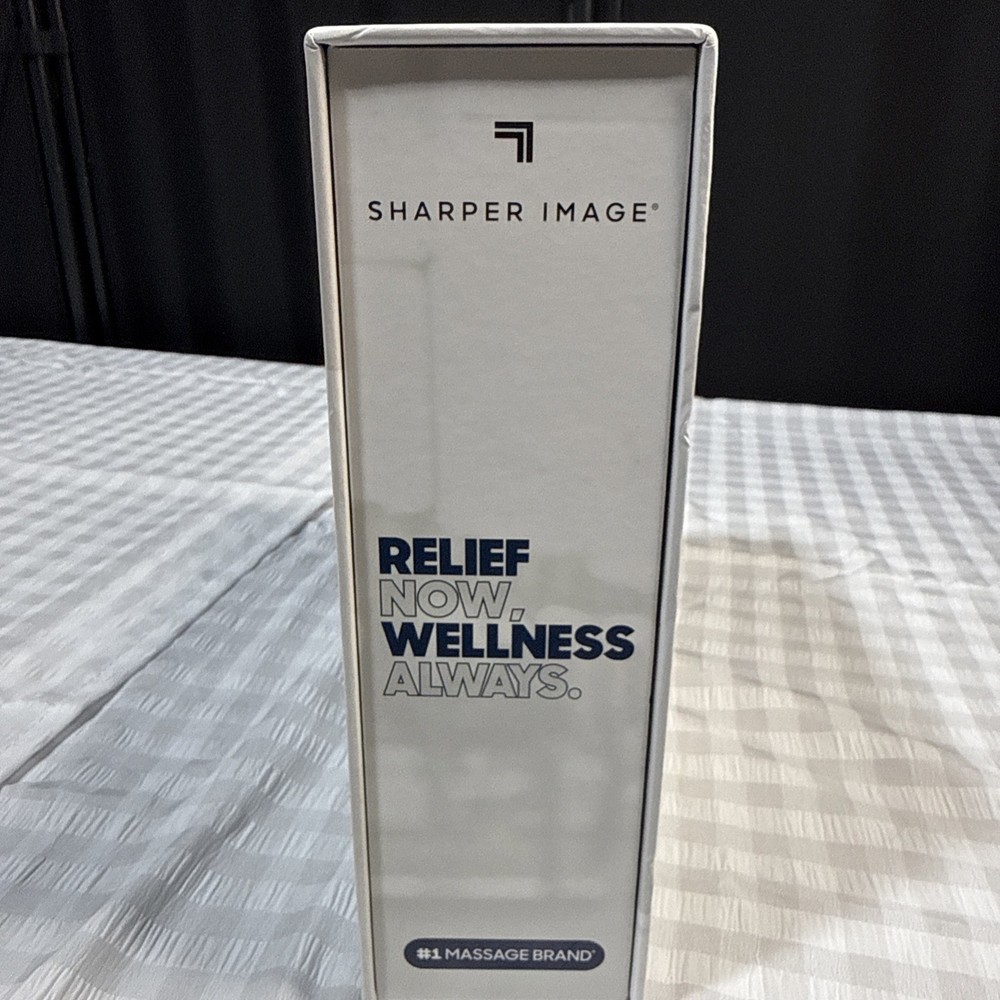 SHARPER IMAGE®
RELIEF
NOW,
WELLNESS
ALWAYS.
#1 MASSAGE BRAND*